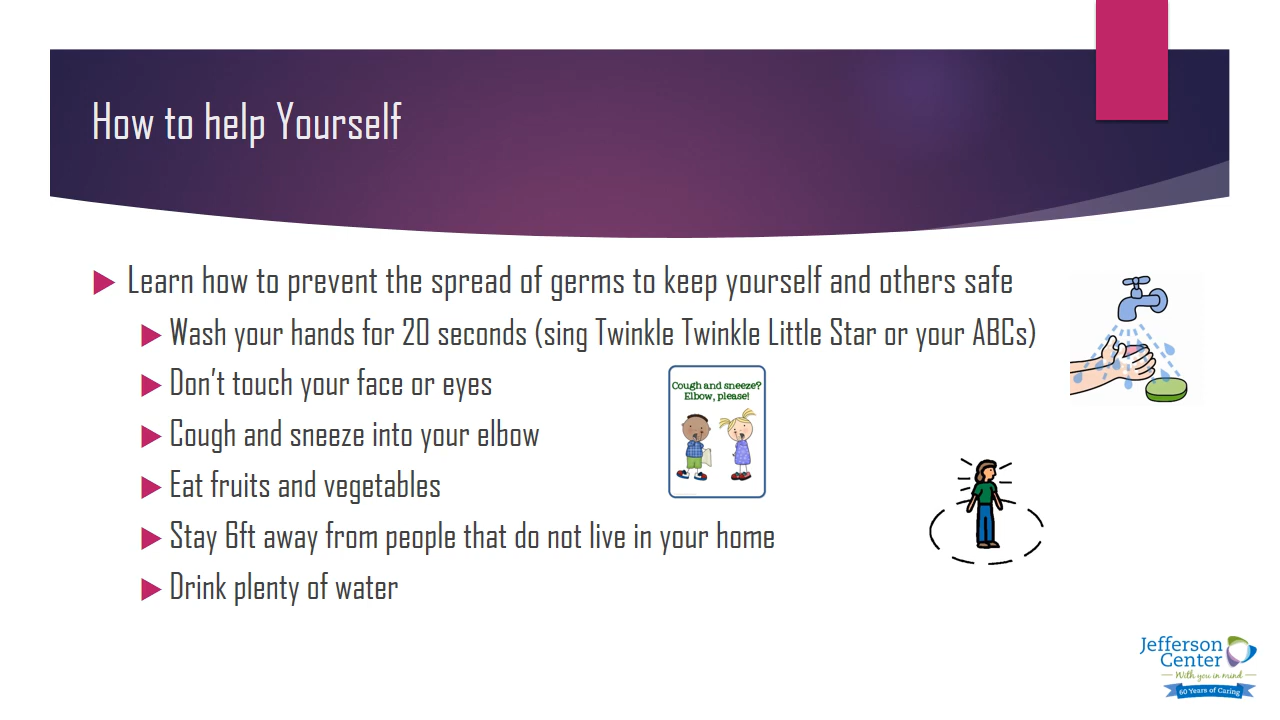 How to help Yourself
Learn how to prevent the spread of germs to keep yourself and others safe
Wash your hands for 20 seconds (sing Twinkle Twinkle Little Star or your ABCs)
Don't touch your face or eyes
Cough and sneeze?
Elbow, please!
Cough and sneeze into your elbow
Eat fruits and vegetables
Stay 6ft away from people that do not live in your home
Drink plenty of water
Jefferson
Center
With you in mind
60 Years of Caring